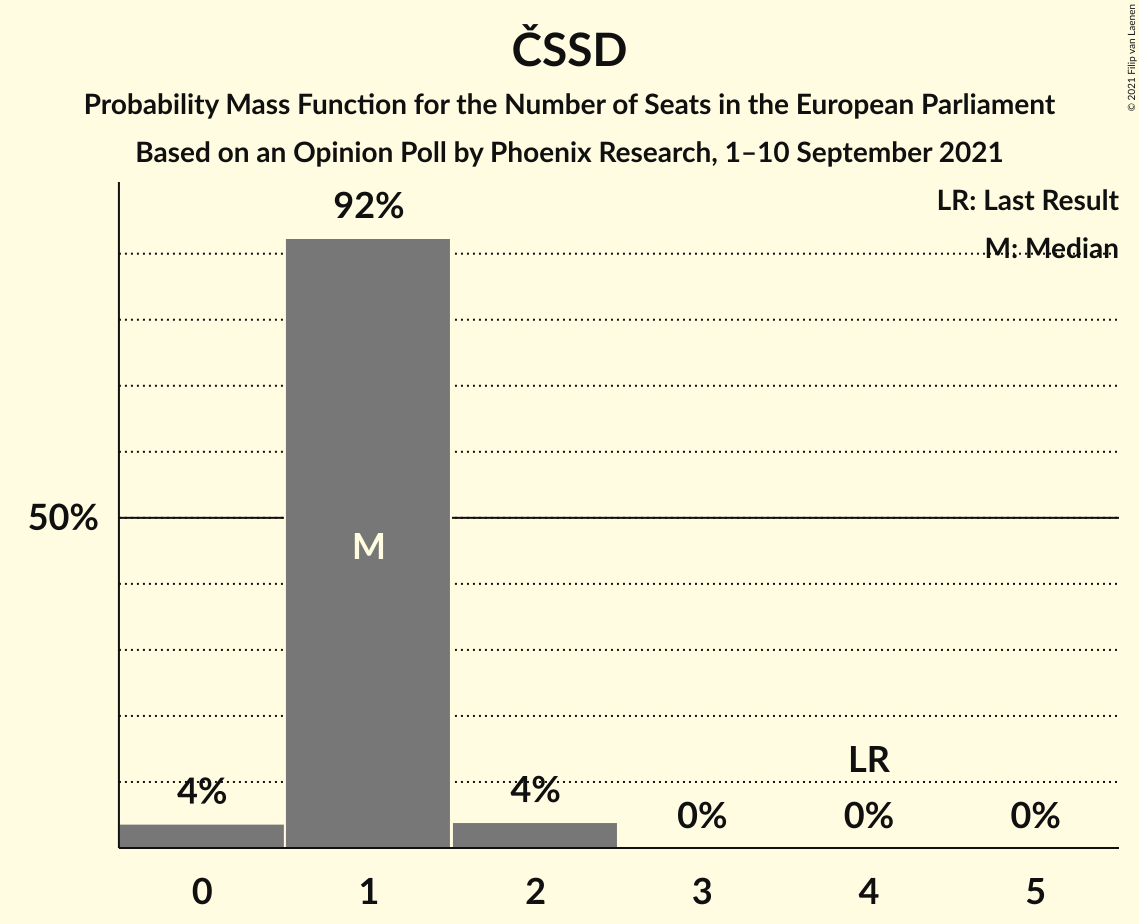 ČSSD
Probability Mass Function for the Number of Seats in the European Parliament
Based on an Opinion Poll by Phoenix Research, 1–10 September 2021
© 2021 Filip van Laenen
LR: Last Result
M: Median
92%
50%
M
LR
4%
4%
0%
0%
0%
0
1
2
3
4
5